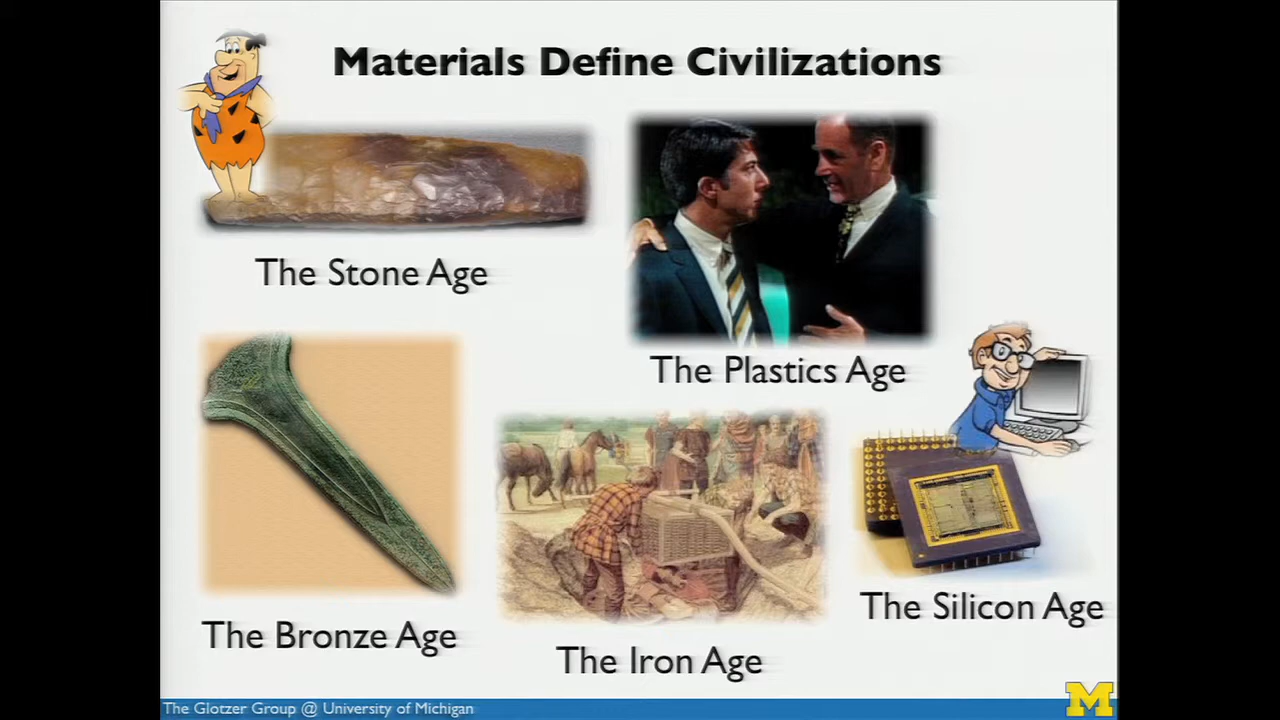 Materials Define Civilizations
The Stone Age
The Plastics Age
The Bronze Age
The Iron Age
The Silicon Age
The Glotzer Group @ University of Michigan
M